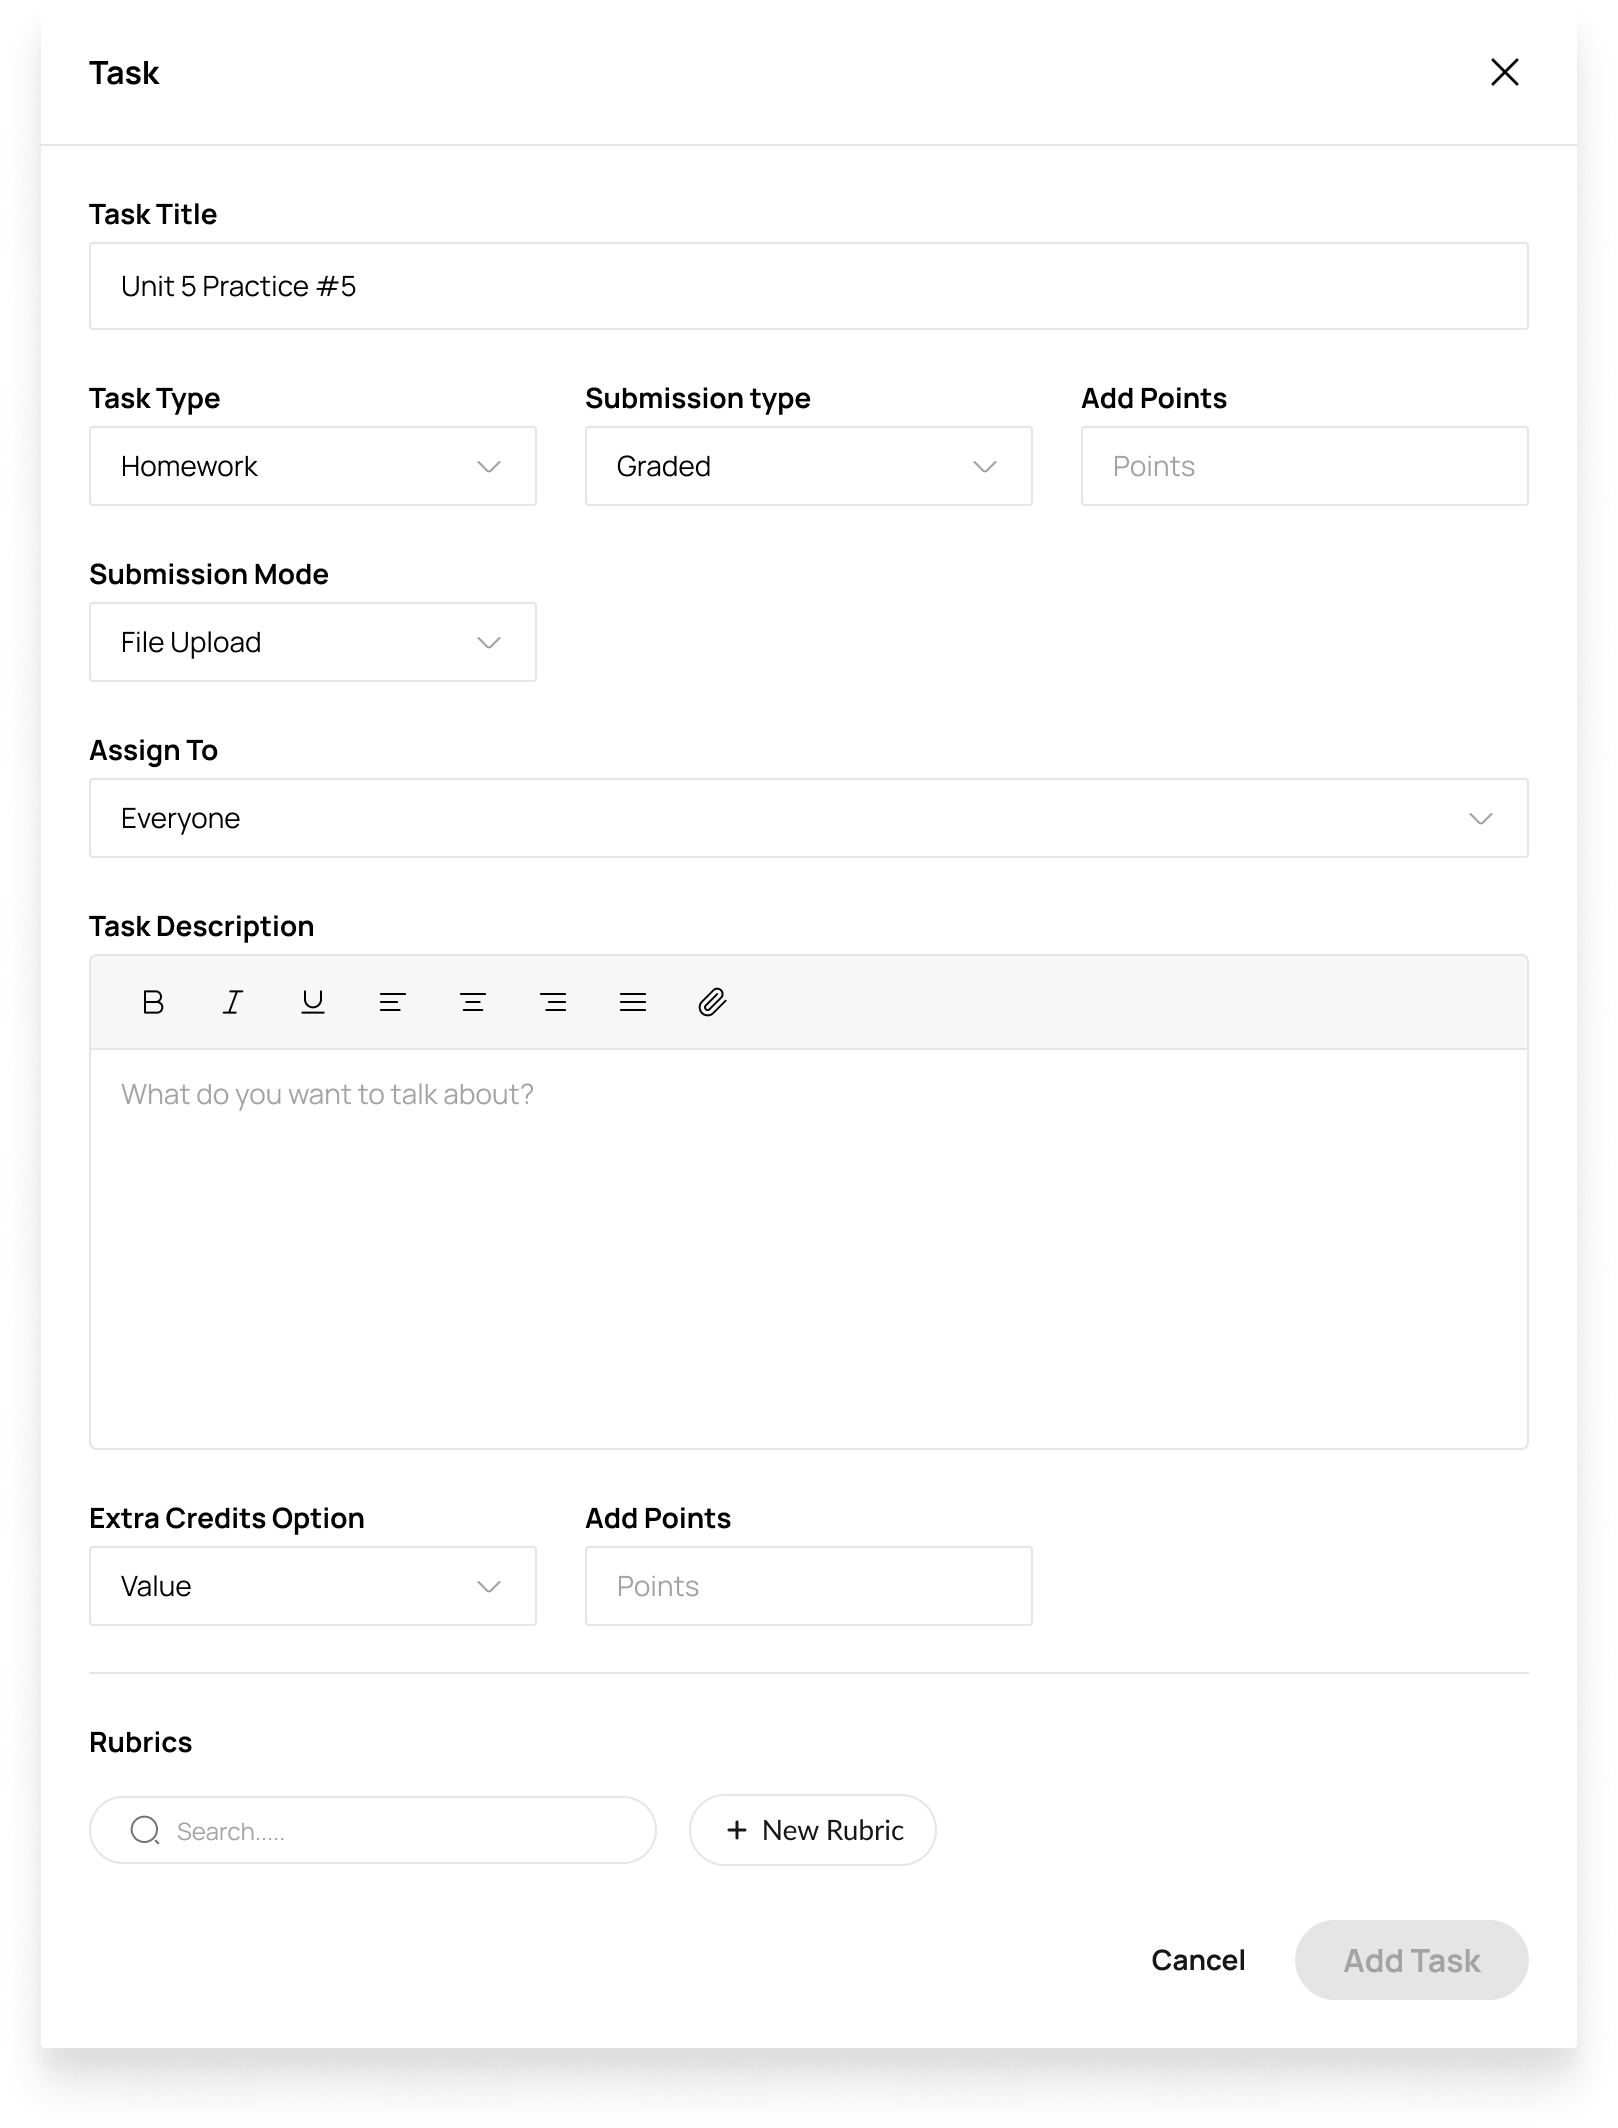 Task
Task Title
Unit 5 Practice #5
Task Type Submission type Add Points
Homework Graded Points
Submission Mode
File Upload
Assign To
Everyone
Task Description
B I U
What do you want to talk about?
Extra Credits Option Add Points
Value Points
Rubrics
Search..... + New Rubric
Cancel Add Task